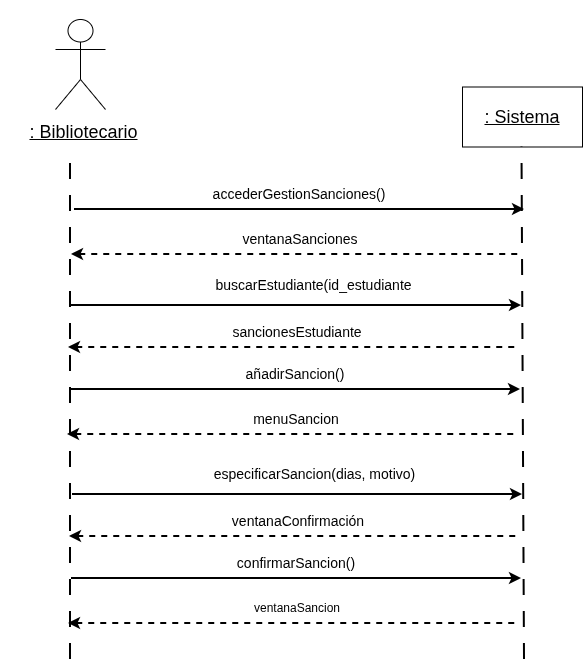 : Bibliotecario
: Sistema
accederGestionSanciones()
ventanaSanciones
buscarEstudiante(id_estudiante
sancionesEstudiante
añadirSancion()
menuSancion
especificarSancion(dias, motivo)
ventanaConfirmación
confirmarSancion()
ventanaSancion